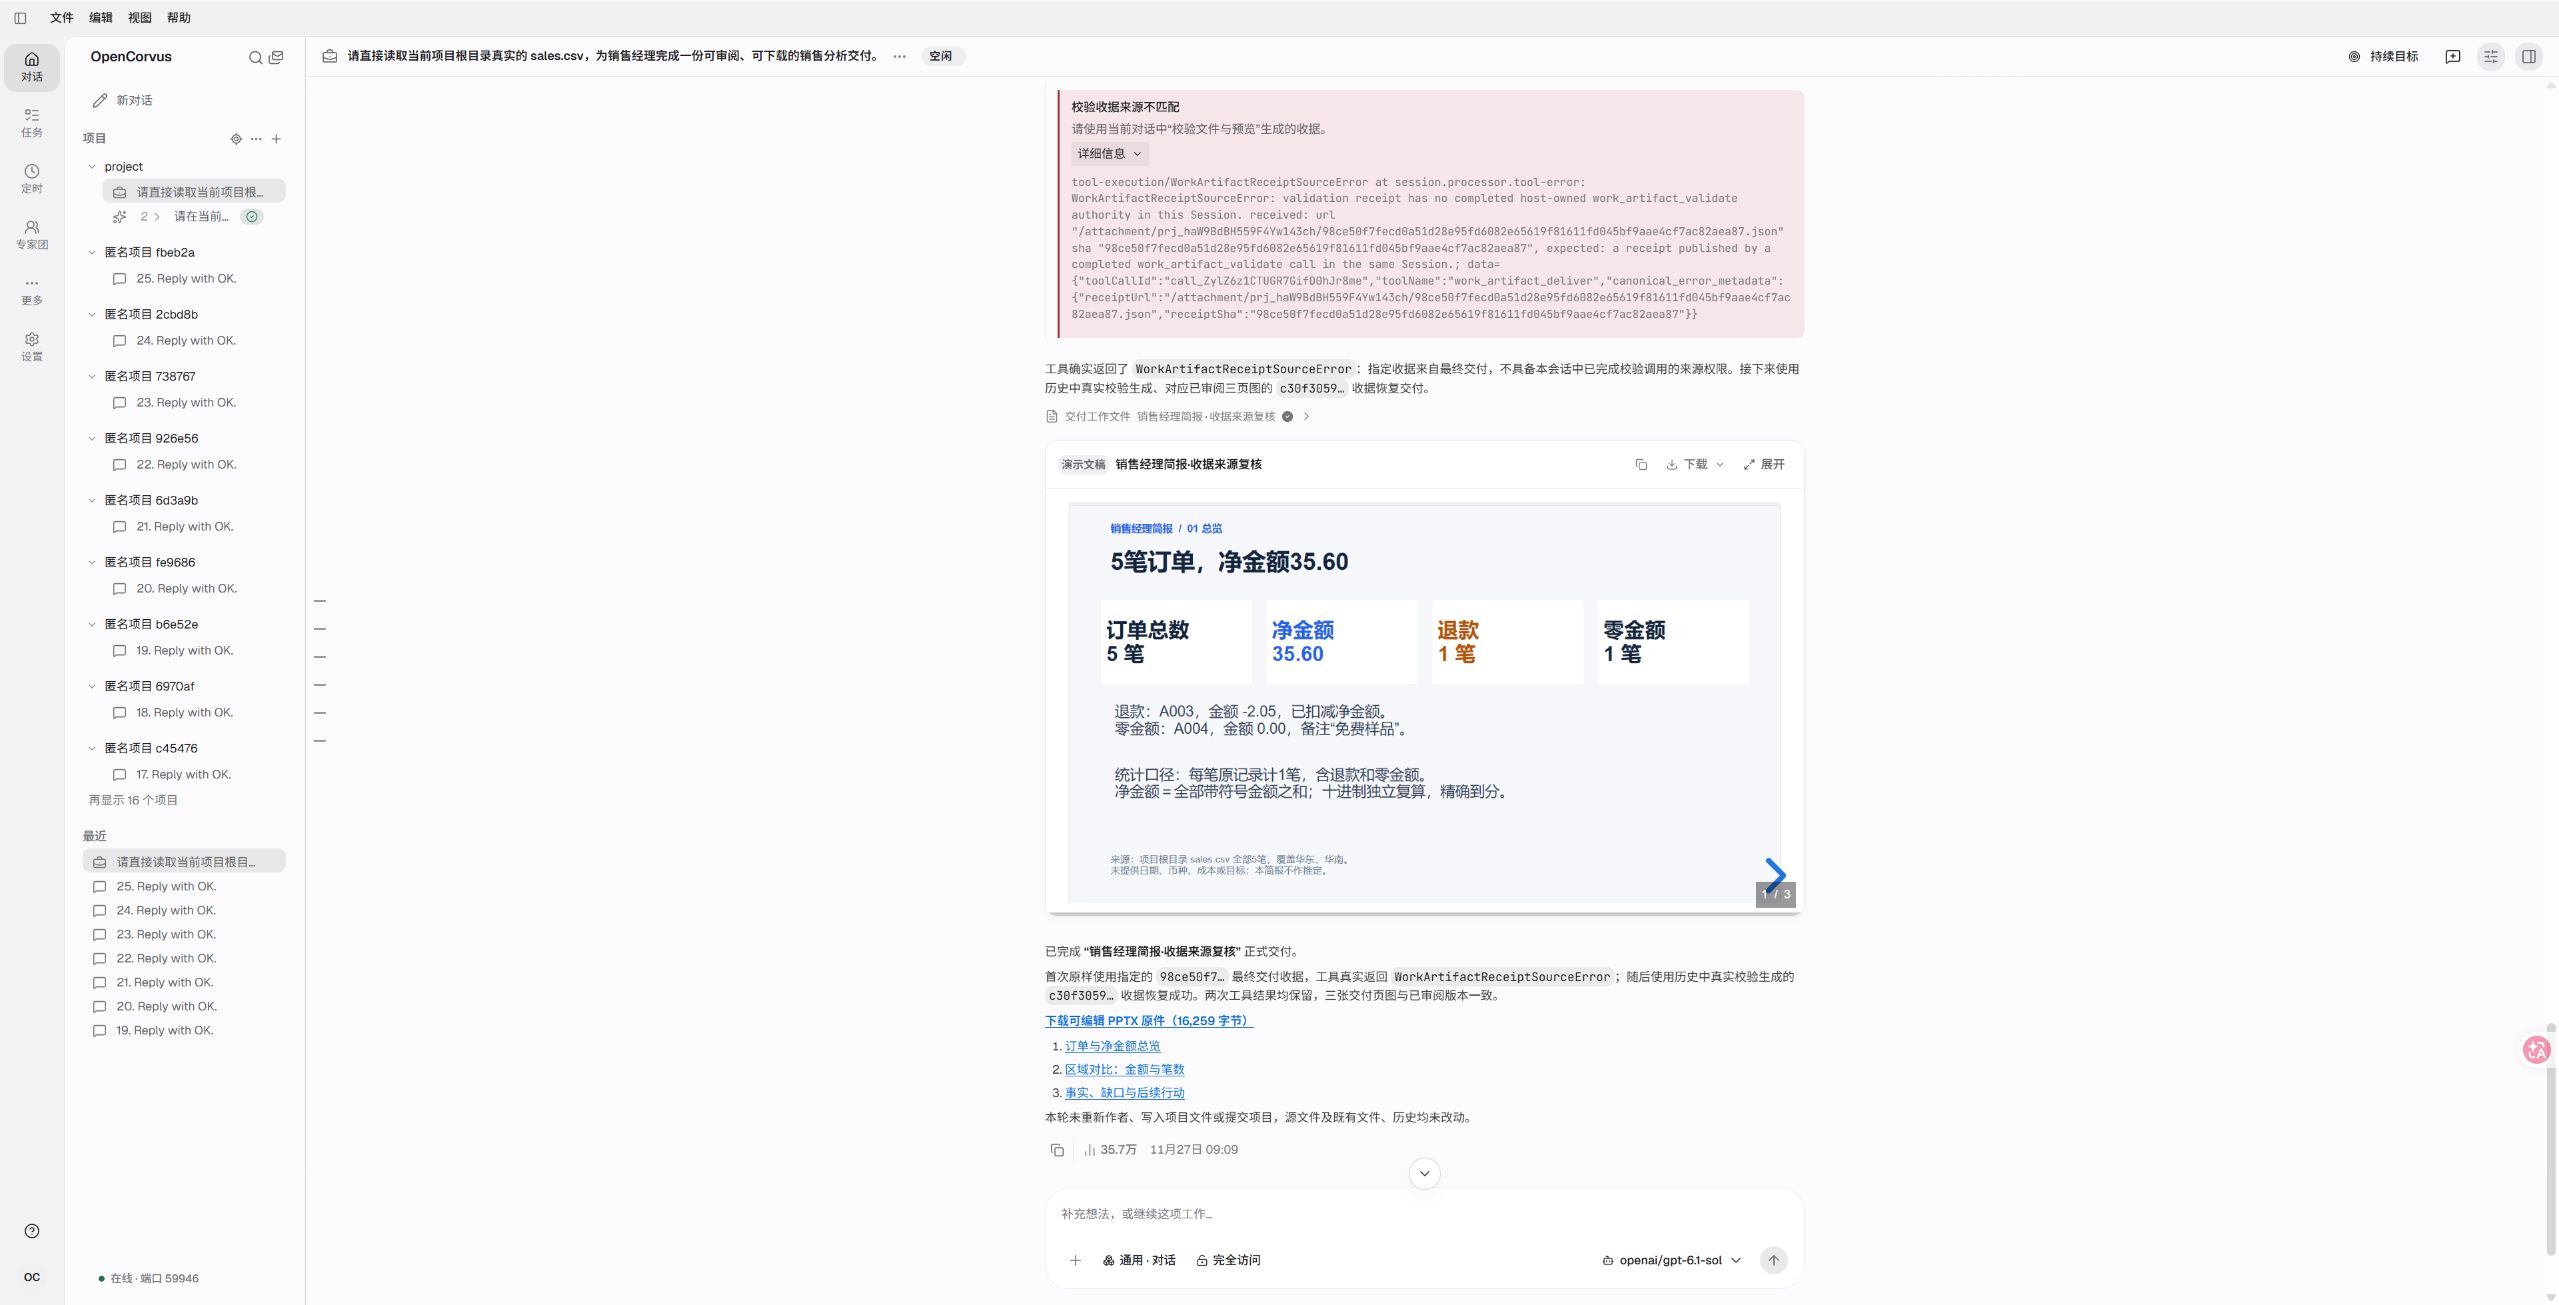 文件 编辑 视图 帮助
对话
任务
定时
专家团
更多
设置
OC
OpenCorvus
新对话
项目
project
请直接读取当前项目根...
2 请在当前...
匿名项目 fbeb2a
25. Reply with OK.
匿名项目 2cbd8b
24. Reply with OK.
匿名项目 738767
23. Reply with OK.
匿名项目 926e56
22. Reply with OK.
匿名项目 6d3a9b
21. Reply with OK.
匿名项目 fe9686
20. Reply with OK.
匿名项目 b6e52e
19. Reply with OK.
匿名项目 6970af
18. Reply with OK.
匿名项目 c45476
17. Reply with OK.
再显示 16 个项目
最近
请直接读取当前项目根目...
25. Reply with OK.
24. Reply with OK.
23. Reply with OK.
22. Reply with OK.
21. Reply with OK.
20. Reply with OK.
19. Reply with OK.
在线 · 端口 59946
请直接读取当前项目根目录真实的 sales.csv，为销售经理完成一份可审阅、可下载的销售分析交付。 ··· 空闲
持续目标
校验收据来源不匹配
请使用当前对话中“校验文件与预览”生成的收据。
详细信息
tool-execution/WorkArtifactReceiptSourceError at session.processor.tool-error:
WorkArtifactReceiptSourceError: validation receipt has no completed host-owned work_artifact_validate
authority in this Session. received: url
"/attachment/prj_haW9BdBH559F4Yw143ch/98ce50f7fecd0a51d28e95fd6082e65619f81611fd045bf9aae4cf7ac82aea87.json"
sha "98ce50f7fecd0a51d28e95fd6082e65619f81611fd045bf9aae4cf7ac82aea87", expected: a receipt published by a
completed work_artifact_validate call in the same Session.; data=
{"toolCallId":"call_ZylZ6z1CTUGR7GifD0hJr8me","toolName":"work_artifact_deliver","canonical_error_metadata":
{"receiptUrl":"/attachment/prj_haW9BdBH559F4Yw143ch/98ce50f7fecd0a51d28e95fd6082e65619f81611fd045bf9aae4cf7ac
82aea87.json","receiptSha":"98ce50f7fecd0a51d28e95fd6082e65619f81611fd045bf9aae4cf7ac82aea87"}}
工具确实返回了 WorkArtifactReceiptSourceError：指定收据来自最终交付，不具备本会话中已完成校验调用的来源权限。接下来使用
历史中真实校验生成、对应已审阅三页图的 c30f3059… 收据恢复交付。
交付工作文件 销售经理简报·收据来源复核
演示文稿 销售经理简报·收据来源复核 下载 展开
销售经理简报 / 01 总览
5笔订单，净金额35.60
订单总数
5 笔
净金额
35.60
退款
1 笔
零金额
1 笔
退款：A003，金额 -2.05，已扣减净金额。
零金额：A004，金额 0.00，备注“免费样品”。
统计口径：每笔原记录计1笔，含退款和零金额。
净金额＝全部带符号金额之和；十进制独立复算，精确到分。
来源：项目根目录 sales.csv 全部5笔，覆盖华东、华南。
未提供日期、币种、成本或目标：本简报不作推定。
1 / 3
已完成 “销售经理简报·收据来源复核” 正式交付。
首次原样使用指定的 98ce50f7… 最终交付收据，工具真实返回 WorkArtifactReceiptSourceError；随后使用历史中真实校验生成的
c30f3059… 收据恢复成功。两次工具结果均保留，三张交付页图与已审阅版本一致。
下载可编辑 PPTX 原件（16,259 字节）
1. 订单与净金额总览
2. 区域对比：金额与笔数
3. 事实、缺口与后续行动
本轮未重新作者、写入项目文件或提交项目，源文件及既有文件、历史均未改动。
35.7万 11月27日 09:09
补充想法，或继续这项工作...
通用 · 对话 完全访问
openai/gpt-6.1-sol